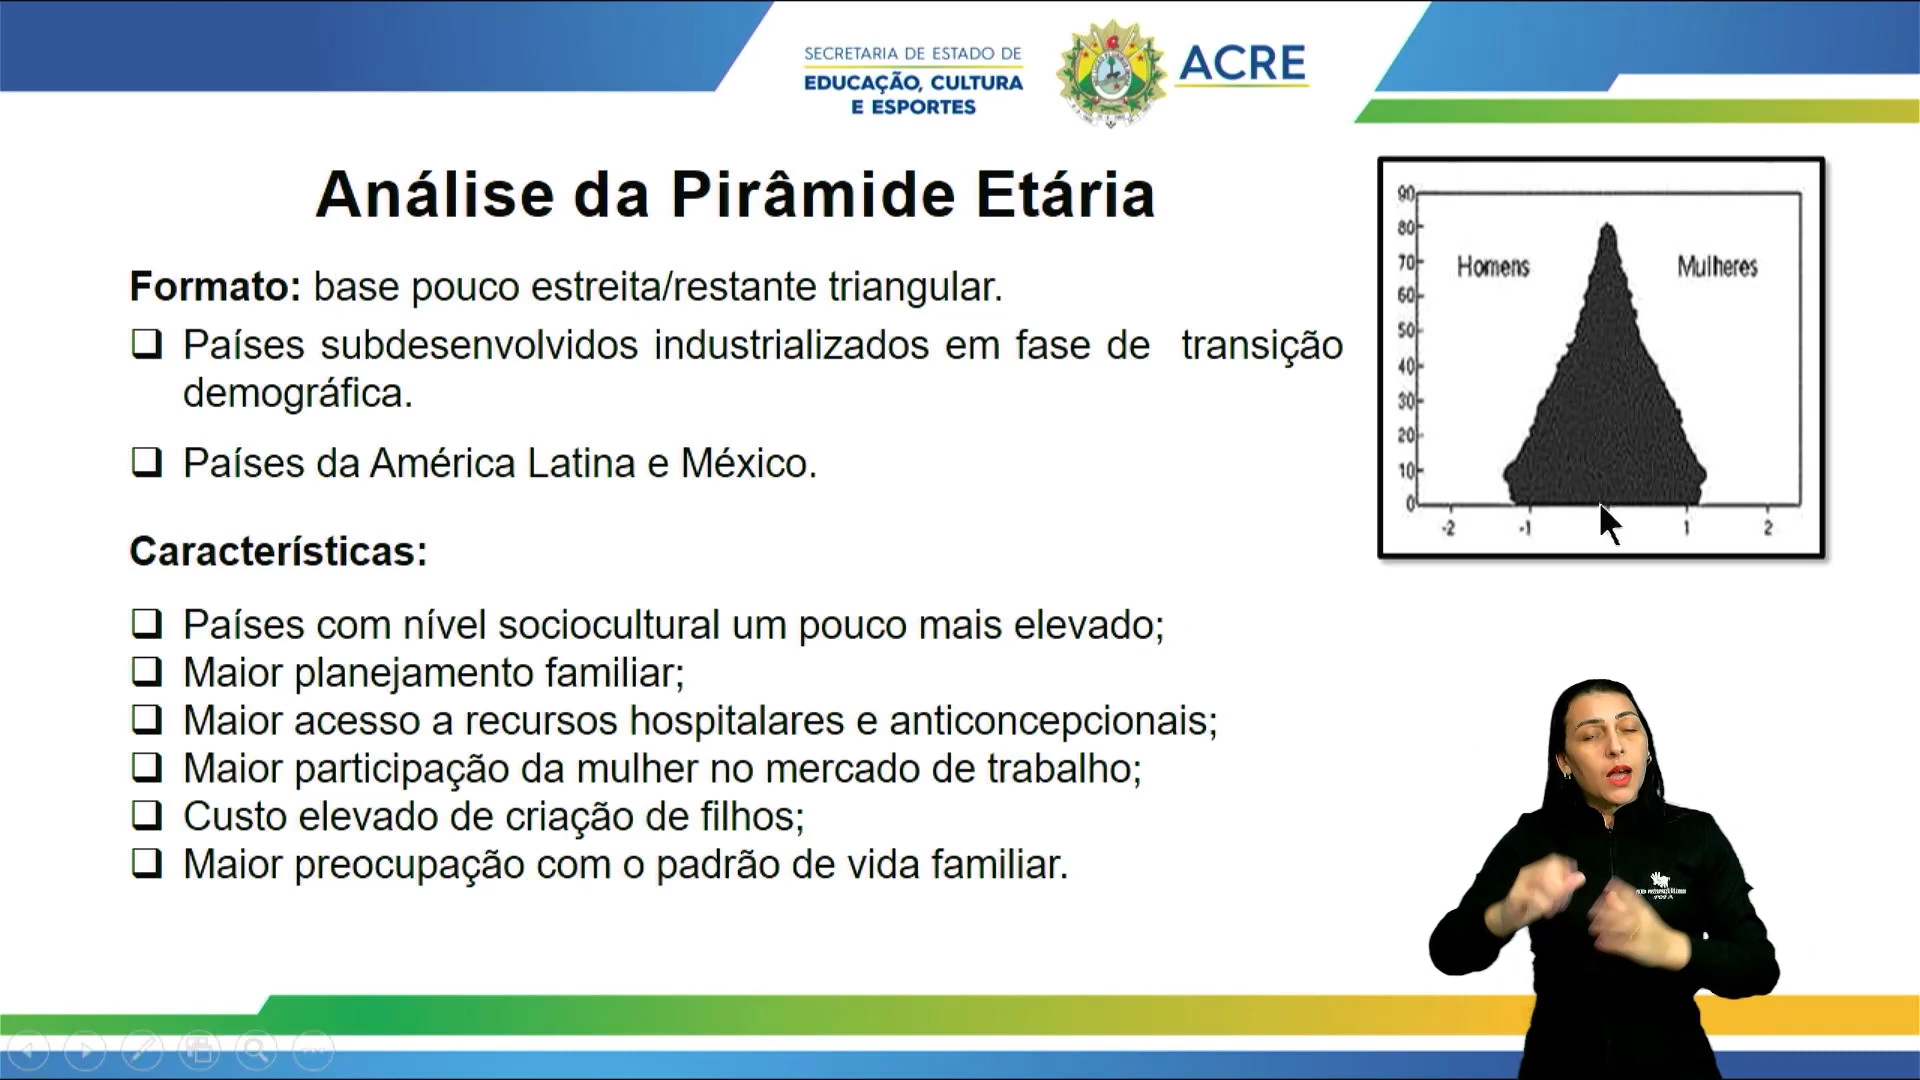 SECRETARIA DE ESTADO DE
EDUCAÇÃO, CULTURA
E ESPORTES
ACRE
Análise da Pirâmide Etária
Formato: base pouco estreita/restante triangular.
Países subdesenvolvidos industrializados em fase de transição
demográfica.
Países da América Latina e México.
Características:
Países com nível sociocultural um pouco mais elevado;
Maior planejamento familiar;
Maior acesso a recursos hospitalares e anticoncepcionais;
Maior participação da mulher no mercado de trabalho;
Custo elevado de criação de filhos;
Maior preocupação com o padrão de vida familiar.
90
80
70
60
50
40
30
20
10
0
Homens
Mulheres
-2 -1 1 2